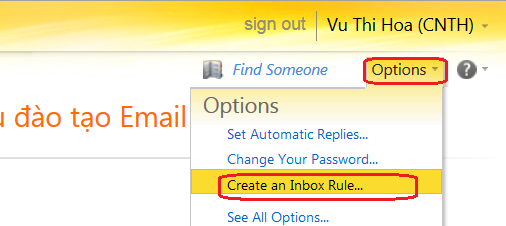 sign out Vu Thi Hoa (CNTH)
Find Someone Options
Options
đào tạo Email
Set Automatic Replies...
Change Your Password...
Create an Inbox Rule...
See All Options...